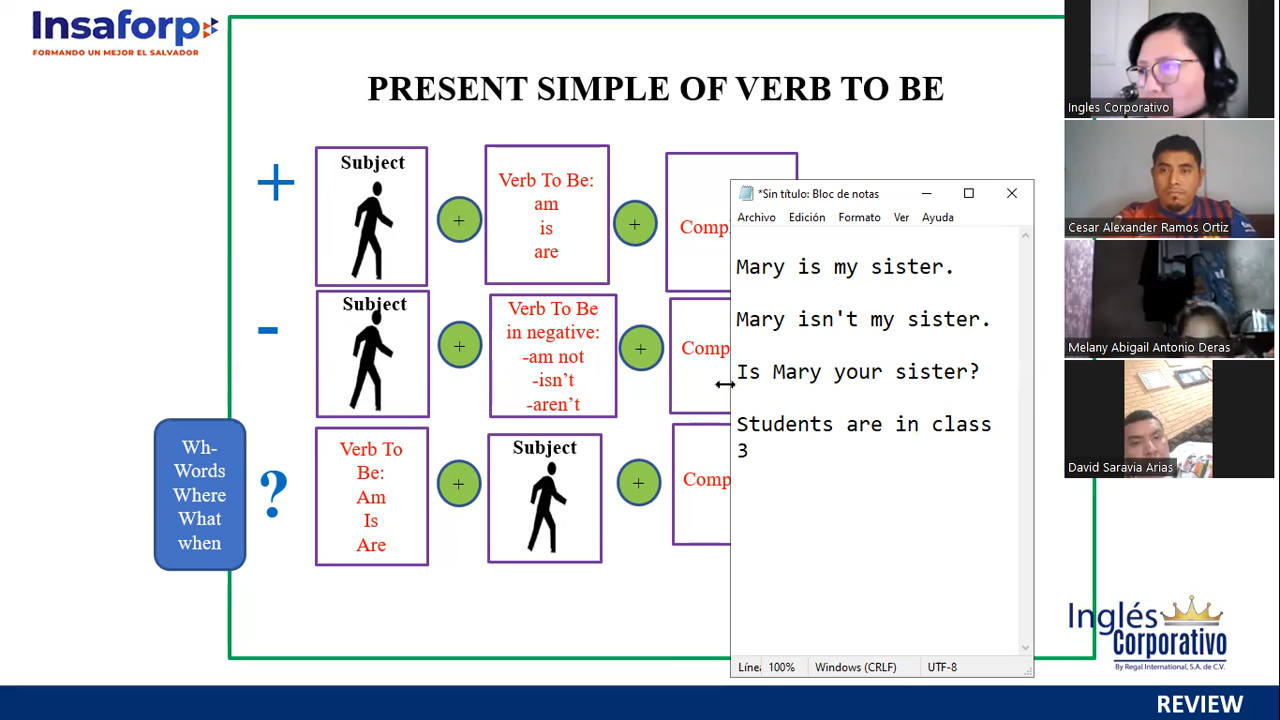 Insaforp
FORMANDO UN MEJOR EL SALVADOR
PRESENT SIMPLE OF VERB TO BE
+
Subject
+
Verb To Be:
am
is
are
+
-
Subject
+
Verb To Be
in negative:
-am not
-isn't
-aren't
+
Wh-
Words
Where
What
when
?
Verb To
Be:
Am
Is
Are
+
Subject
+
*Sin título: Bloc de notas
Archivo Edición Formato Ver Ayuda
Mary is my sister.
Mary isn't my sister.
Is Mary your sister?
Students are in class
3
100% Windows (CRLF) UTF-8
Ingles Corporativo
Cesar Alexander Ramos Ortiz
Melany Abigail Antonio Deras
David Saravia Arias
Inglés
Corporativo
By Regal International, S.A. de C.V.
REVIEW